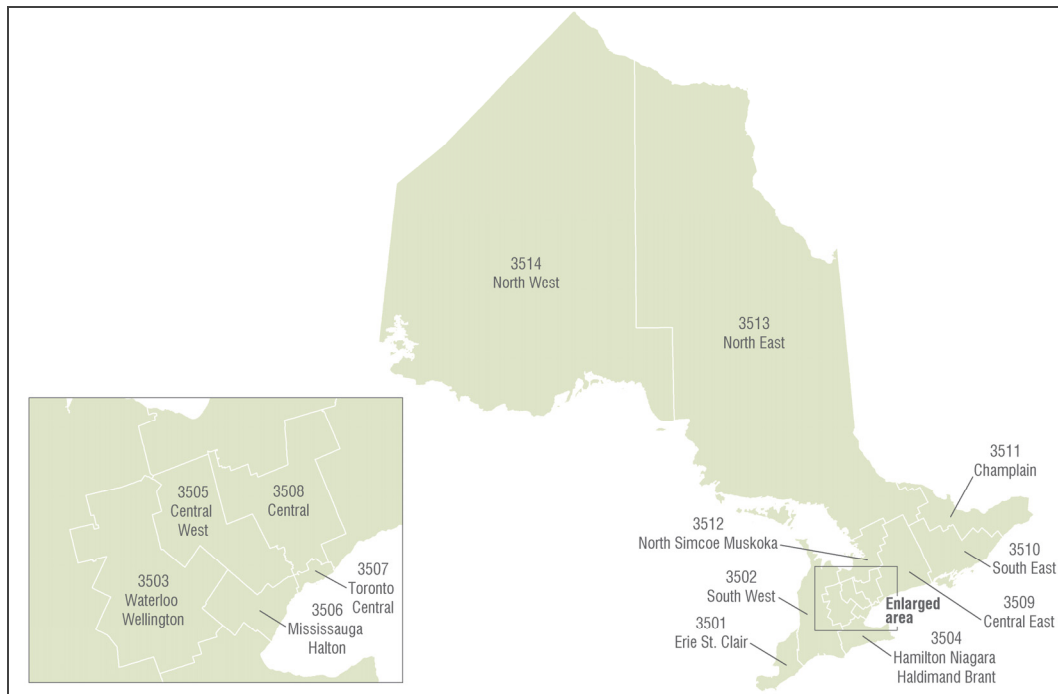 3514
North West
3513
North East
3511
Champlain
3512
North Simcoe Muskoka
3510
South East
3502
South West
3509
Central East
Enlarged
area
3501
Erie St. Clair
3504
Hamilton Niagara
Haldimand Brant
3505
Central
West
3508
Central
3503
Waterloo
Wellington
3507
Toronto
Central
3506
Mississauga
Halton